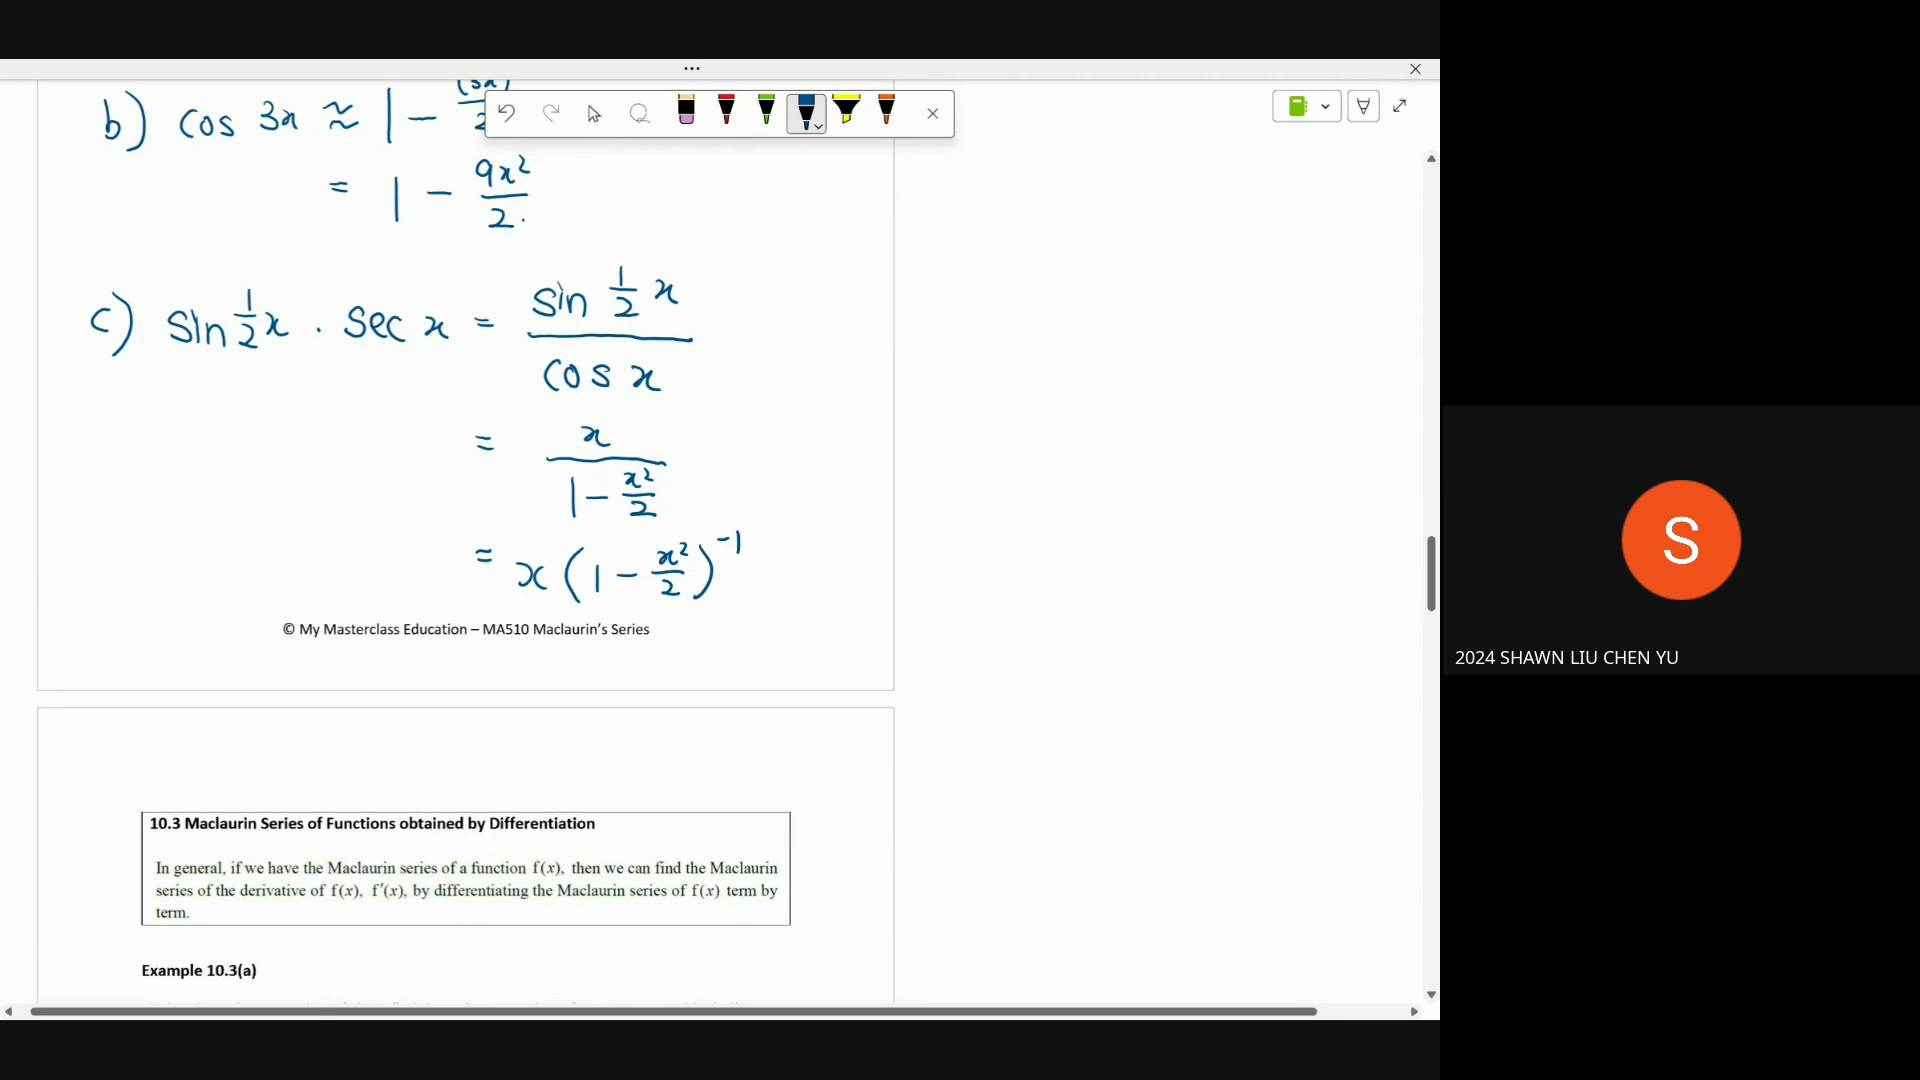 b) cos 3x ≈ 1 − (3x)
2
= 1 − 9x²/2.
c) sin ½x · sec x = sin ½ x / cos x
= x / (1 − x²/2)
= x (1 − x²/2)⁻¹
© My Masterclass Education – MA510 Maclaurin's Series
10.3 Maclaurin Series of Functions obtained by Differentiation
In general, if we have the Maclaurin series of a function f(x), then we can find the Maclaurin
series of the derivative of f(x), f′(x), by differentiating the Maclaurin series of f(x) term by
term.
Example 10.3(a)
S
2024 SHAWN LIU CHEN YU